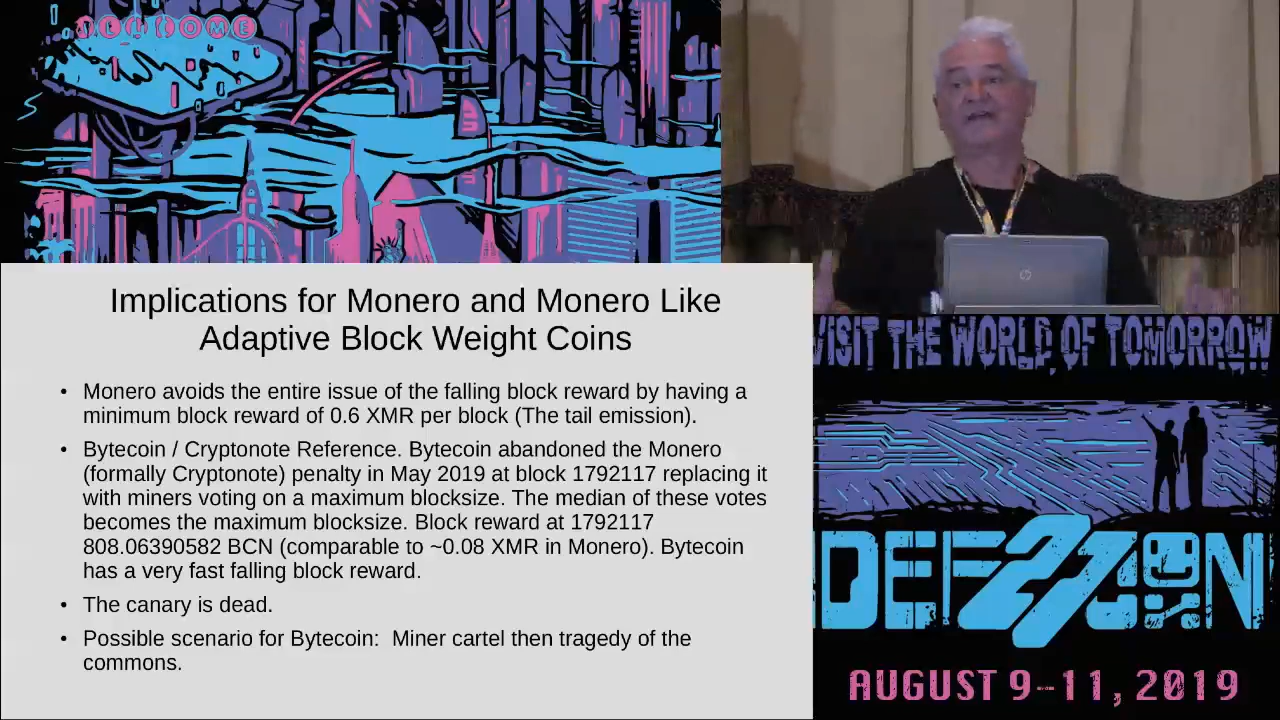 WELCOME
Implications for Monero and Monero Like
Adaptive Block Weight Coins
• Monero avoids the entire issue of the falling block reward by having a
minimum block reward of 0.6 XMR per block (The tail emission).
• Bytecoin / Cryptonote Reference. Bytecoin abandoned the Monero
(formally Cryptonote) penalty in May 2019 at block 1792117 replacing it
with miners voting on a maximum blocksize. The median of these votes
becomes the maximum blocksize. Block reward at 1792117
808.06390582 BCN (comparable to ~0.08 XMR in Monero). Bytecoin
has a very fast falling block reward.
• The canary is dead.
• Possible scenario for Bytecoin:  Miner cartel then tragedy of the
commons.
hp
VISIT THE WORLD OF TOMORROW
DEF27CON
AUGUST 9-11, 2019